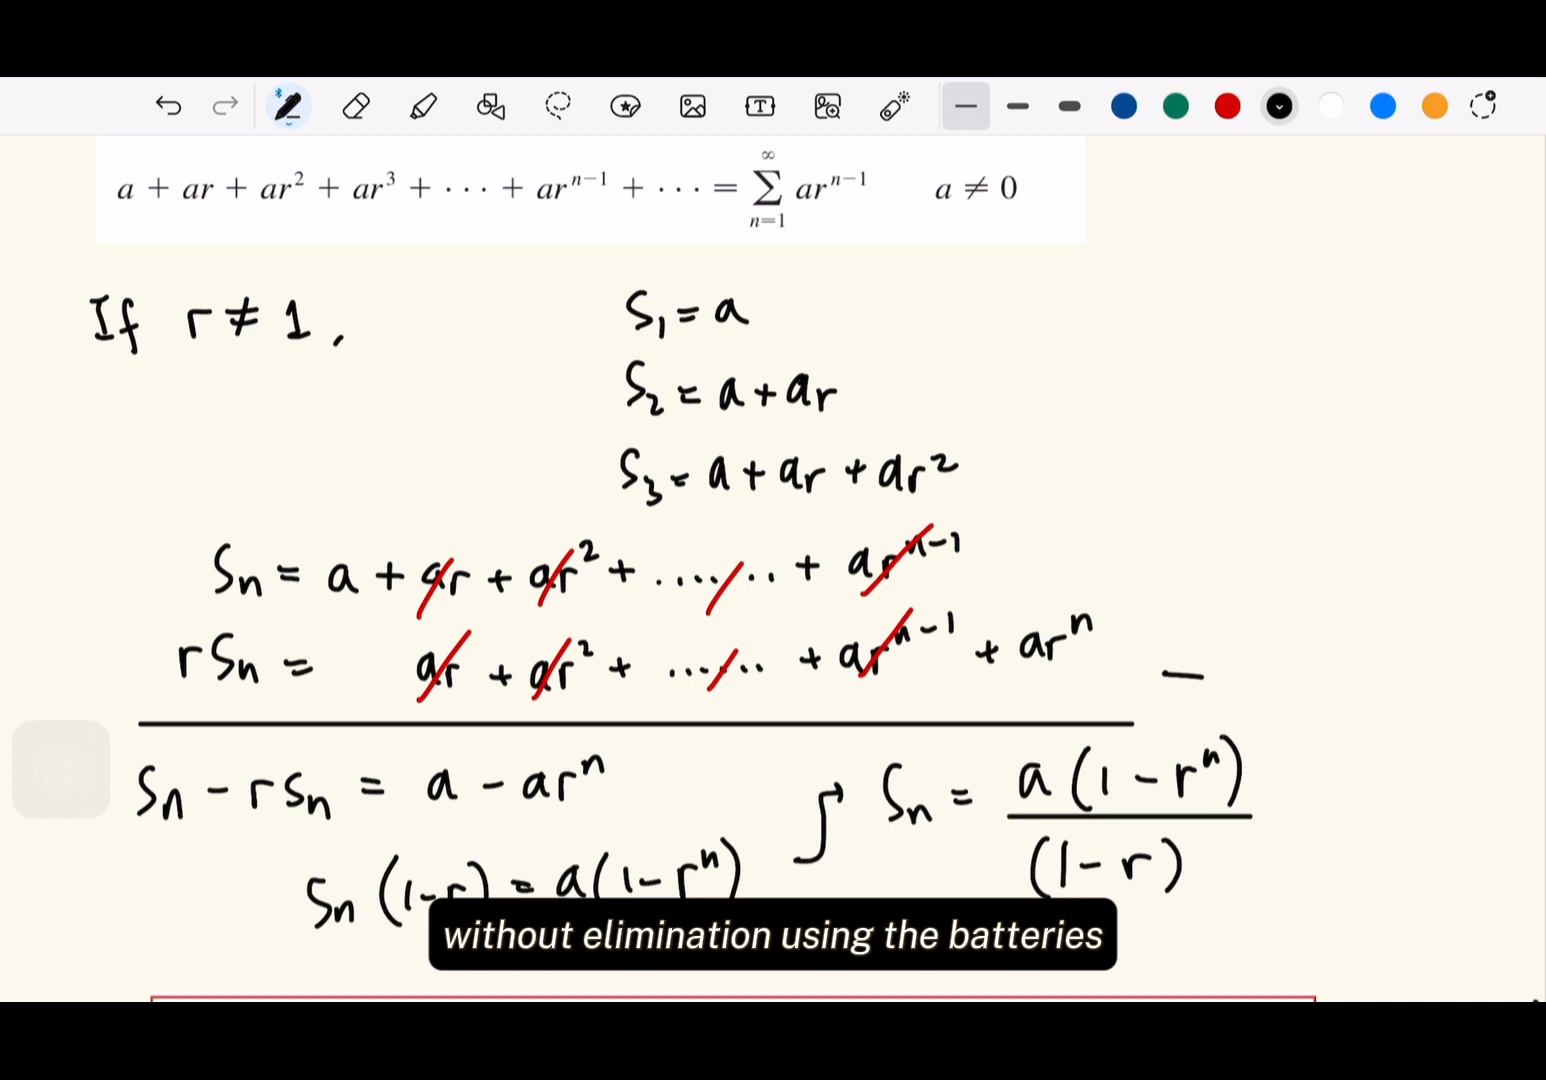 a + ar + ar² + ar³ + · · · + arⁿ⁻¹ + · · · = ∑_{n=1}^{∞} arⁿ⁻¹ a ≠ 0
If r ≠ 1,
S₁ = a
S₂ = a + ar
S₃ = a + ar + ar²
Sn = a + ar + ar² + ....... + arⁿ⁻¹
rSn = ar + ar² + ....... + arⁿ⁻¹ + arⁿ —
Sn - rSn = a - arⁿ
Sn (1-r) = a(1-rⁿ)
Sn = a(1-rⁿ) / (1-r)
without elimination using the batteries